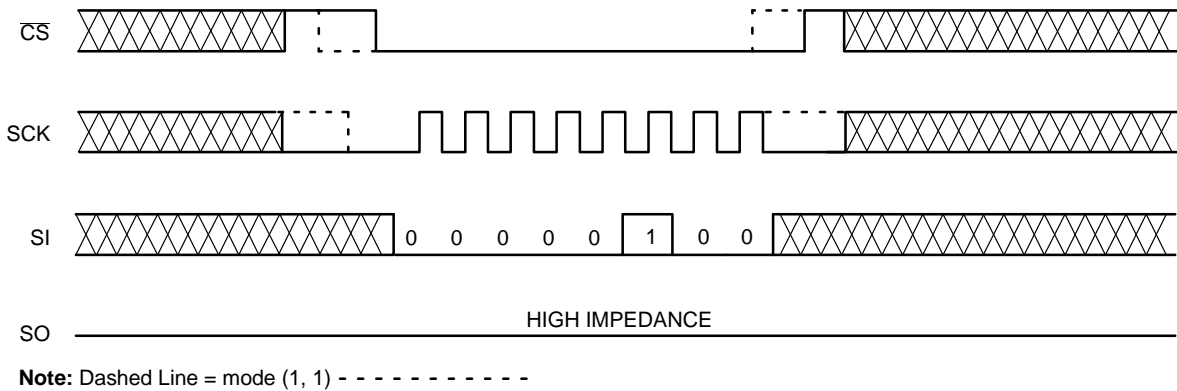 C̅S̅
SCK
SI 0 0 0 0 0 1 0 0
HIGH IMPEDANCE
SO
Note: Dashed Line = mode (1, 1) - - - - - - - - - - - -